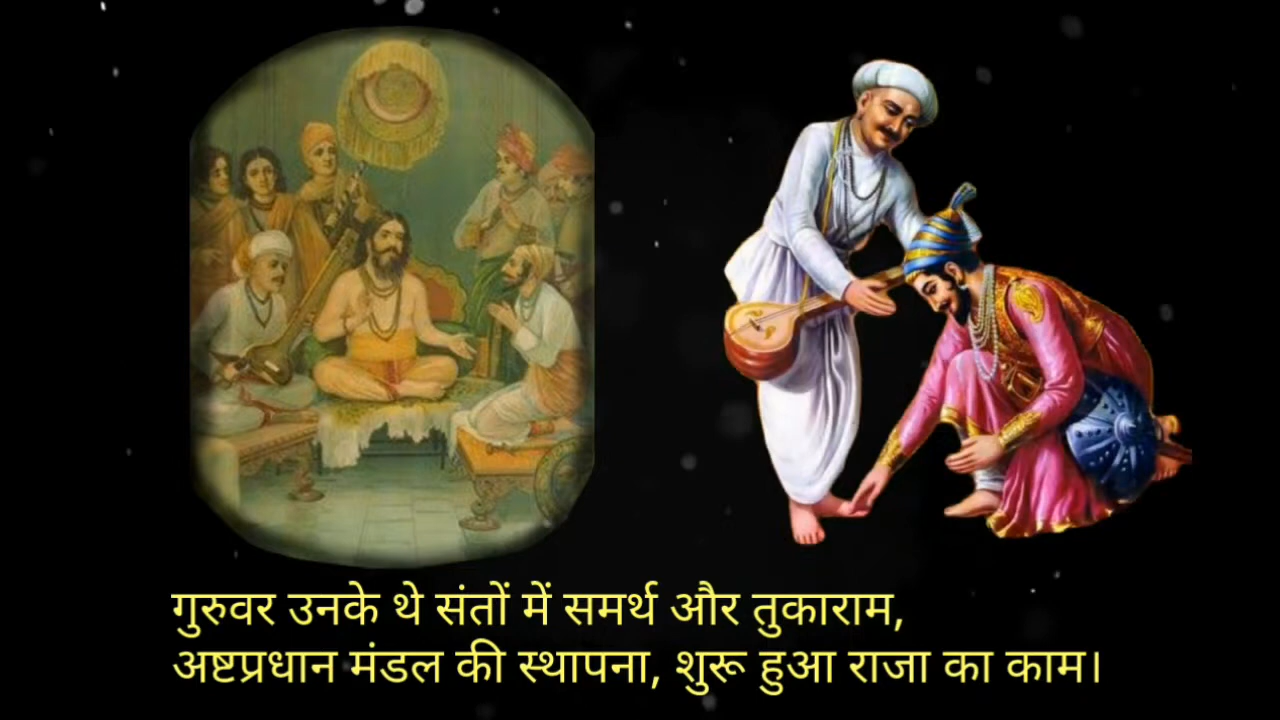 गुरुवर उनके थे संतों में समर्थ और तुकाराम,
अष्टप्रधान मंडल की स्थापना, शुरू हुआ राजा का काम।